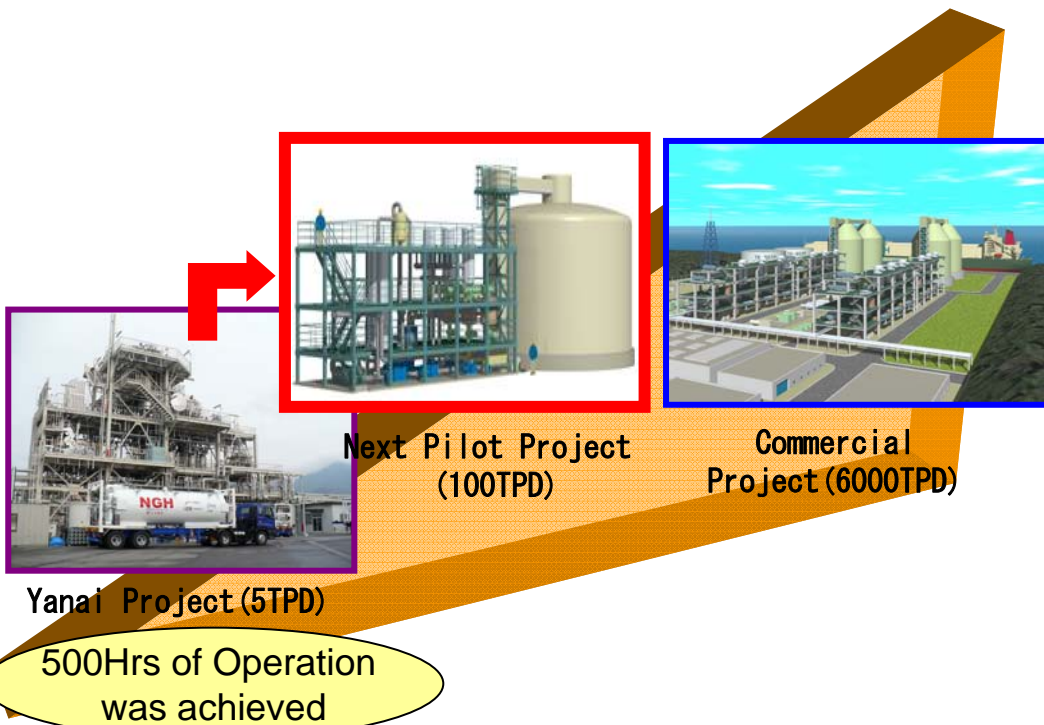 NGH
Yanai Project(5TPD)
500Hrs of Operation
was achieved
Next Pilot Project
(100TPD)
Commercial
Project(6000TPD)